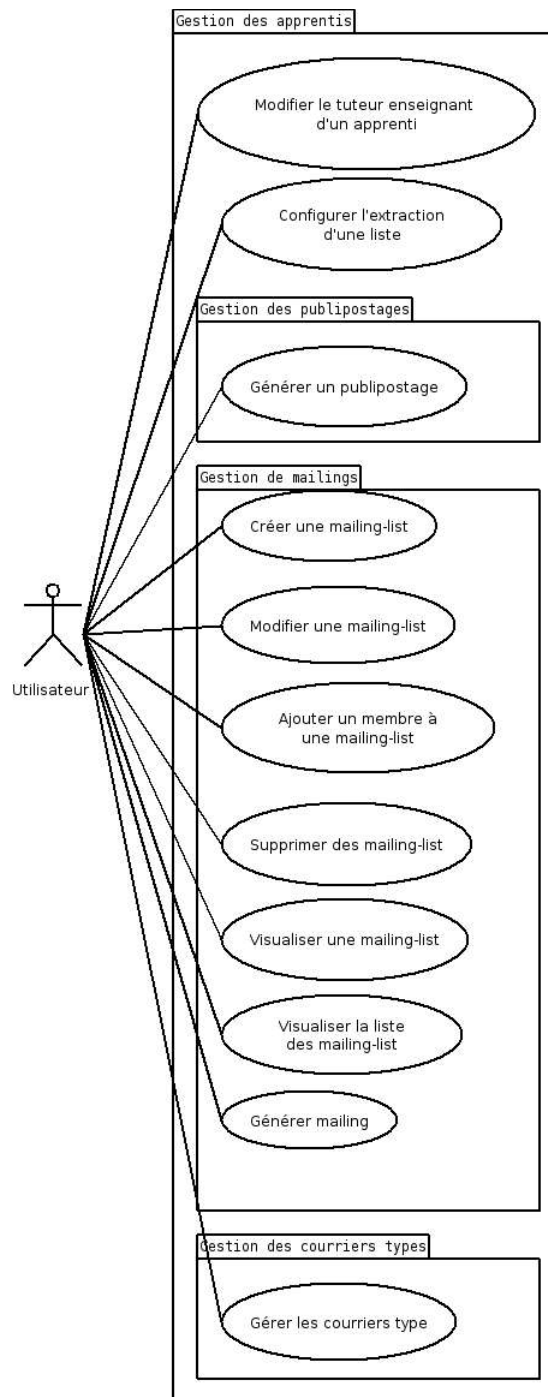 Gestion des apprentis
Modifier le tuteur enseignant
d'un apprenti
Configurer l'extraction
d'une liste
Gestion des publipostages
Générer un publipostage
Gestion de mailings
Créer une mailing-list
Modifier une mailing-list
Utilisateur
Ajouter un membre à
une mailing-list
Supprimer des mailing-list
Visualiser une mailing-list
Visualiser la liste
des mailing-list
Générer mailing
Gestion des courriers types
Gérer les courriers type